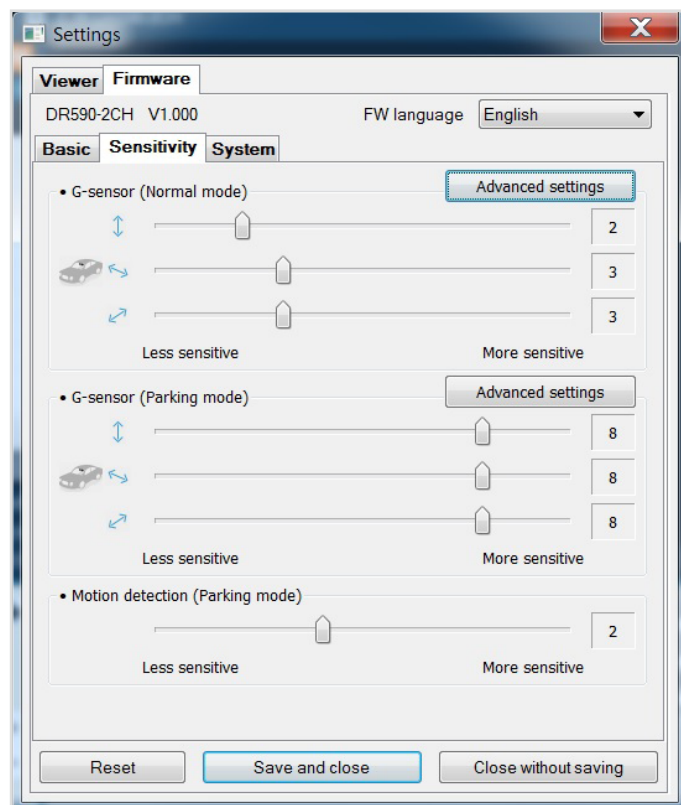 Settings
Viewer Firmware
DR590-2CH V1.000 FW language English
Basic Sensitivity System
• G-sensor (Normal mode) Advanced settings
2
3
3
Less sensitive More sensitive
• G-sensor (Parking mode) Advanced settings
8
8
8
Less sensitive More sensitive
• Motion detection (Parking mode)
2
Less sensitive More sensitive
Reset Save and close Close without saving